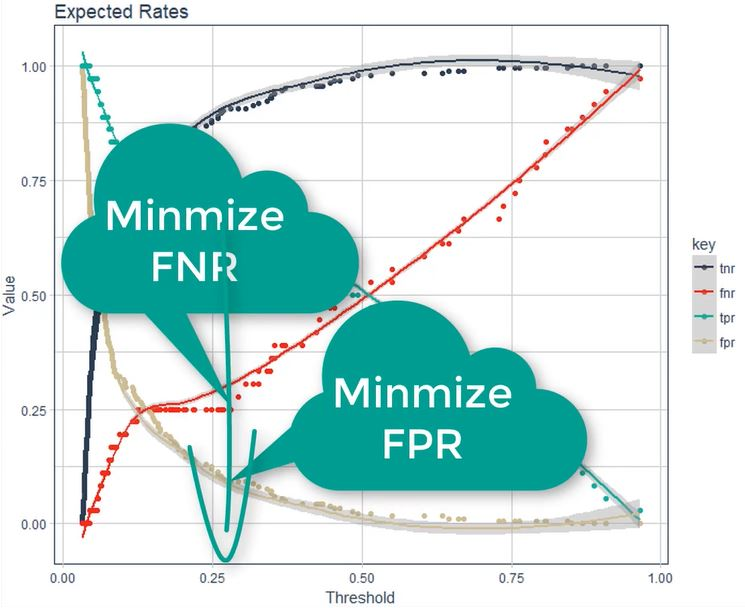 Expected Rates
1.00
0.75
0.50
0.25
0.00
Value
Minmize
FNR
Minmize
FPR
key
tnr
fnr
tpr
fpr
0.00
0.25
0.50
0.75
1.00
Threshold